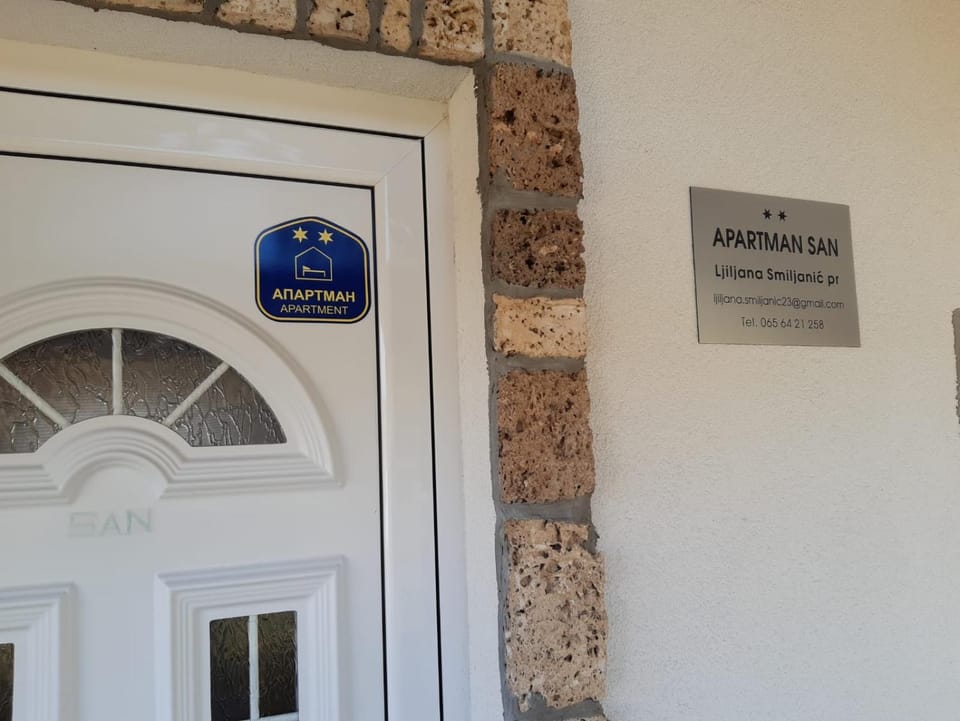 АПАРТМАН
APARTMENT
SAN
APARTMAN SAN
Ljiljana Smiljanić pr
ljiljana.smiljanic23@gmail.com
Tel. 065 64 21 258